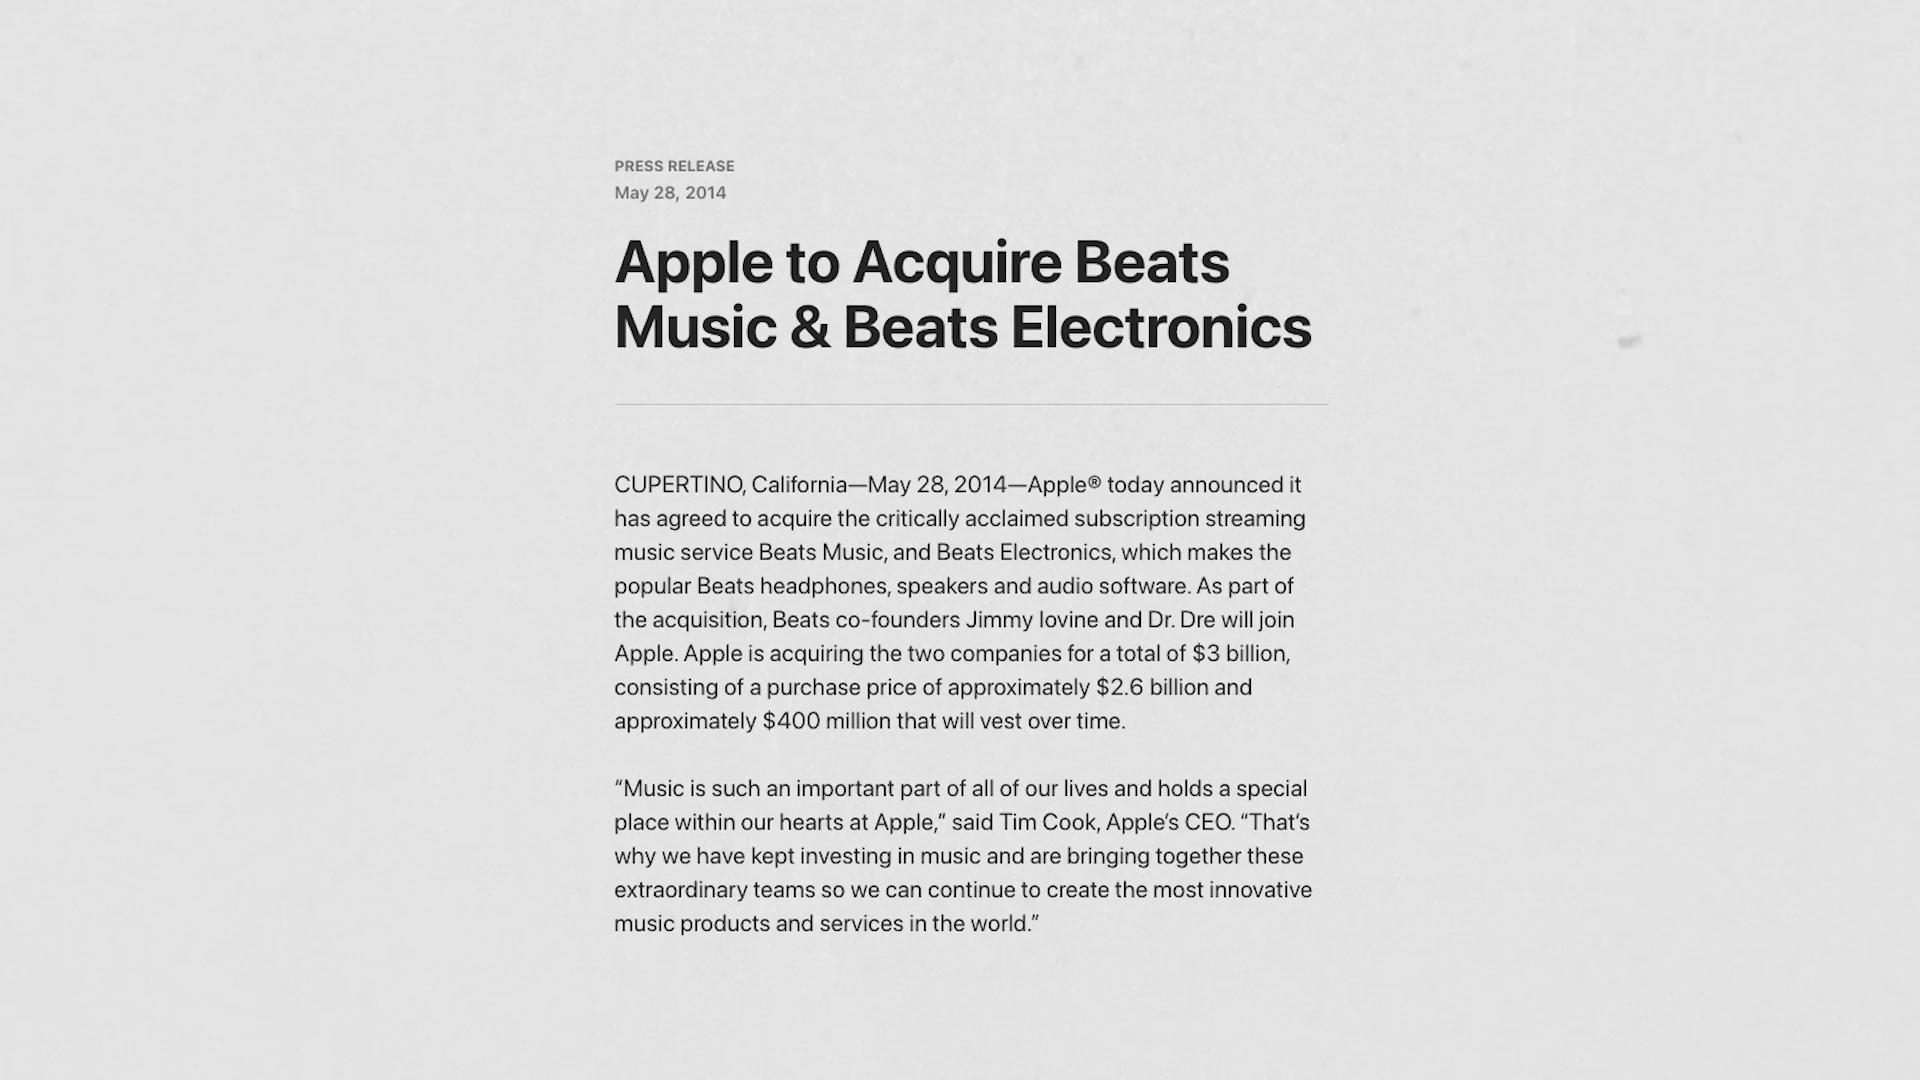 PRESS RELEASE
May 28, 2014
Apple to Acquire Beats
Music & Beats Electronics
CUPERTINO, California—May 28, 2014—Apple® today announced it
has agreed to acquire the critically acclaimed subscription streaming
music service Beats Music, and Beats Electronics, which makes the
popular Beats headphones, speakers and audio software. As part of
the acquisition, Beats co-founders Jimmy Iovine and Dr. Dre will join
Apple. Apple is acquiring the two companies for a total of $3 billion,
consisting of a purchase price of approximately $2.6 billion and
approximately $400 million that will vest over time.
“Music is such an important part of all of our lives and holds a special
place within our hearts at Apple,” said Tim Cook, Apple’s CEO. “That’s
why we have kept investing in music and are bringing together these
extraordinary teams so we can continue to create the most innovative
music products and services in the world.”